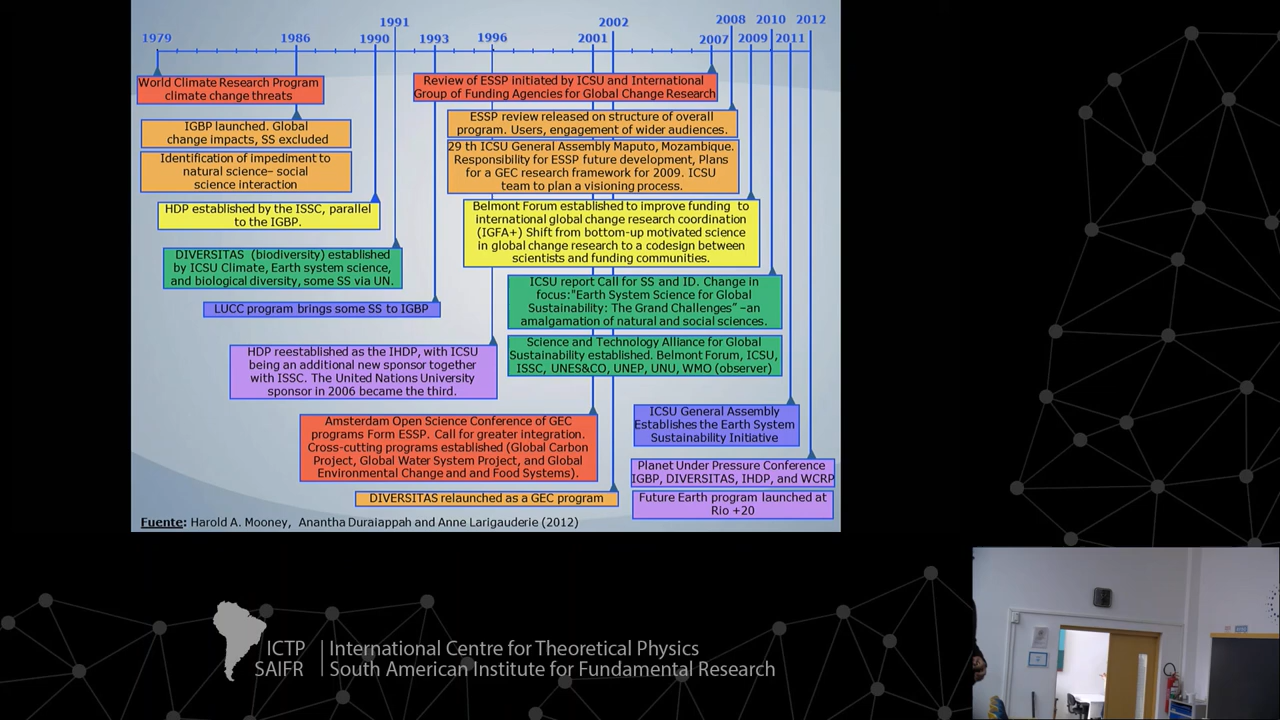 1991
2002
2008 2010 2012
1979
1986
1990
1993
1996
2001
2007
2009
2011
World Climate Research Program
climate change threats
Review of ESSP initiated by ICSU and International
Group of Funding Agencies for Global Change Research
IGBP launched. Global
change impacts, SS excluded
ESSP review released on structure of overall
program. Users, engagement of wider audiences.
Identification of impediment to
natural science– social
science interaction
29 th ICSU General Assembly Maputo, Mozambique.
Responsibility for ESSP future development, Plans
for a GEC research framework for 2009. ICSU
team to plan a visioning process.
HDP established by the ISSC, parallel
to the IGBP.
Belmont Forum established to improve funding to
international global change research coordination
(IGFA+) Shift from bottom-up motivated science
in global change research to a codesign between
scientists and funding communities.
DIVERSITAS (biodiversity) established
by ICSU Climate, Earth system science,
and biological diversity, some SS via UN.
ICSU report Call for SS and ID. Change in
focus:"Earth System Science for Global
Sustainability: The Grand Challenges” –an
amalgamation of natural and social sciences.
LUCC program brings some SS to IGBP
Science and Technology Alliance for Global
Sustainability established. Belmont Forum, ICSU,
ISSC, UNES&CO, UNEP, UNU, WMO (observer)
HDP reestablished as the IHDP, with ICSU
being an additional new sponsor together
with ISSC. The United Nations University
sponsor in 2006 became the third.
ICSU General Assembly
Establishes the Earth System
Sustainability Initiative
Amsterdam Open Science Conference of GEC
programs Form ESSP. Call for greater integration.
Cross-cutting programs established (Global Carbon
Project, Global Water System Project, and Global
Environmental Change and and Food Systems).
Planet Under Pressure Conference
IGBP, DIVERSITAS, IHDP, and WCRP
DIVERSITAS relaunched as a GEC program
Future Earth program launched at
Rio +20
Fuente: Harold A. Mooney, Anantha Duraiappah and Anne Larigauderie (2012)
ICTP
SAIFR
International Centre for Theoretical Physics
South American Institute for Fundamental Research